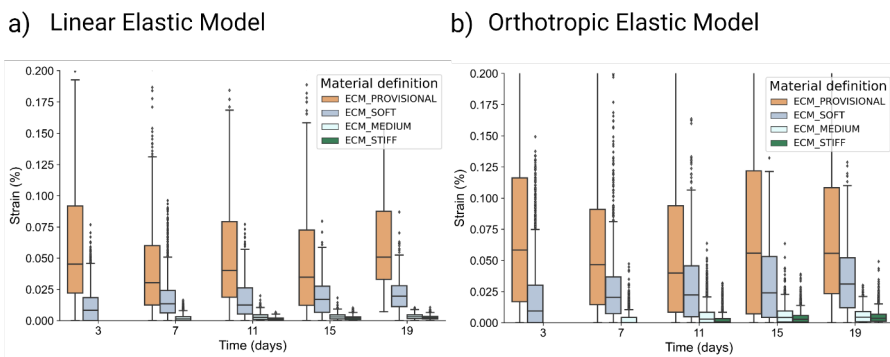 a) Linear Elastic Model
0.200
0.175
0.150
0.125
0.100
0.075
0.050
0.025
0.000
Strain (%)
Material definition
ECM_PROVISIONAL
ECM_SOFT
ECM_MEDIUM
ECM_STIFF
3 7 11 15 19
Time (days)
b) Orthotropic Elastic Model
0.200
0.175
0.150
0.125
0.100
0.075
0.050
0.025
0.000
Strain (%)
Material definition
ECM_PROVISIONAL
ECM_SOFT
ECM_MEDIUM
ECM_STIFF
3 7 11 15 19
Time (days)